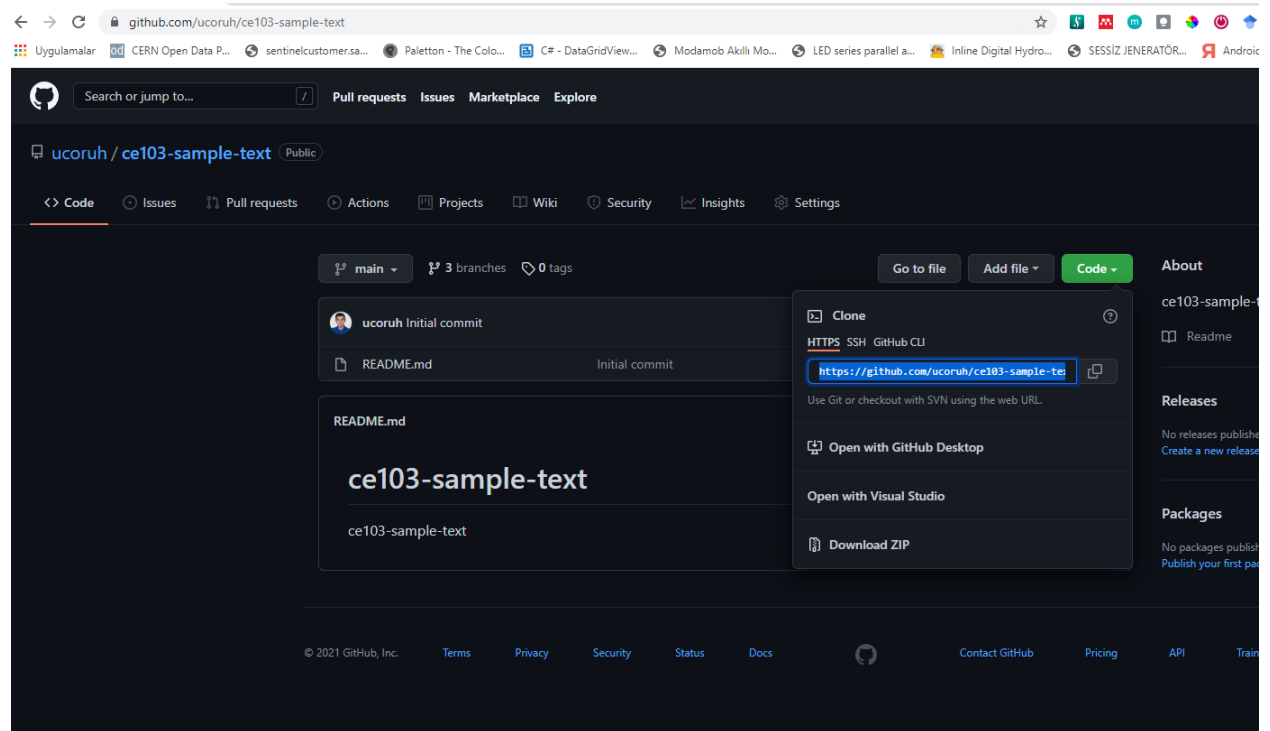 github.com/ucoruh/ce103-sample-text
Uygulamalar CERN Open Data P... sentinelcustomer.sa... Paletton - The Colo... C# - DataGridView... Modamob Akıllı Mo... LED series parallel a... Inline Digital Hydro... SESSİZ JENERATÖR... Android
Search or jump to... / Pull requests Issues Marketplace Explore
ucoruh / ce103-sample-text Public
Code Issues Pull requests Actions Projects Wiki Security Insights Settings
main 3 branches 0 tags Go to file Add file Code
ucoruh Initial commit
README.md Initial commit
README.md
ce103-sample-text
ce103-sample-text
Clone
HTTPS SSH GitHub CLI
https://github.com/ucoruh/ce103-sample-te
Use Git or checkout with SVN using the web URL.
Open with GitHub Desktop
Open with Visual Studio
Download ZIP
About
ce103-sample-t
Readme
Releases
No releases publishe
Create a new release
Packages
No packages publish
Publish your first pac
© 2021 GitHub, Inc. Terms Privacy Security Status Docs Contact GitHub Pricing API Train